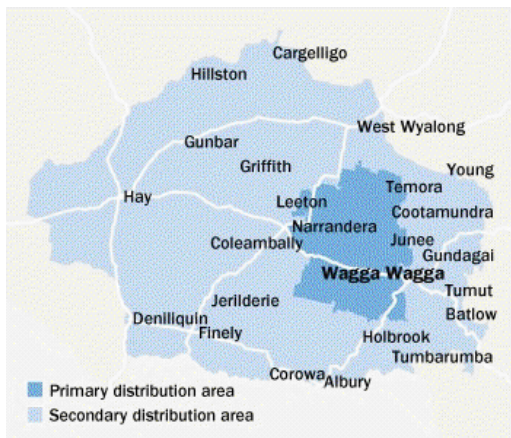 Cargelligo
Hillston
West Wyalong
Gunbar
Griffith
Young
Temora
Hay
Leeton
Cootamundra
Narrandera
Coleambally
Junee
Gundagai
Wagga Wagga
Tumut
Jerilderie
Batlow
Deniliquin
Finely
Holbrook
Tumbarumba
Corowa
Albury
Primary distribution area
Secondary distribution area